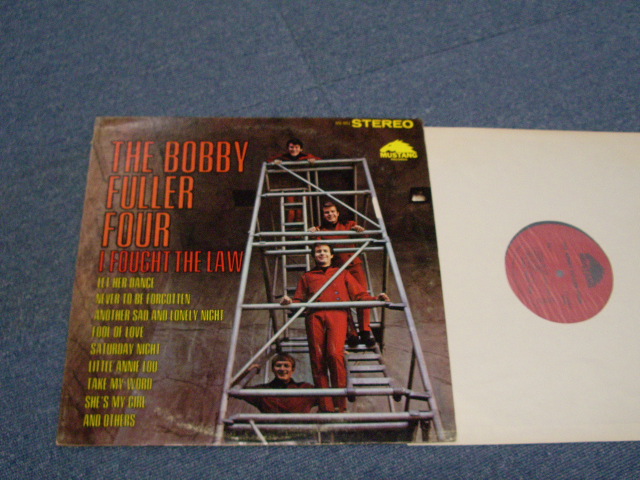 STEREO
MUSTANG
THE BOBBY
FULLER
FOUR
I FOUGHT THE LAW
LET HER DANCE
NEVER TO BE FORGOTTEN
ANOTHER SAD AND LONELY NIGHT
FOOL OF LOVE
SATURDAY NIGHT
LITTLE ANNIE LOU
TAKE MY WORD
SHE'S MY GIRL
AND OTHERS